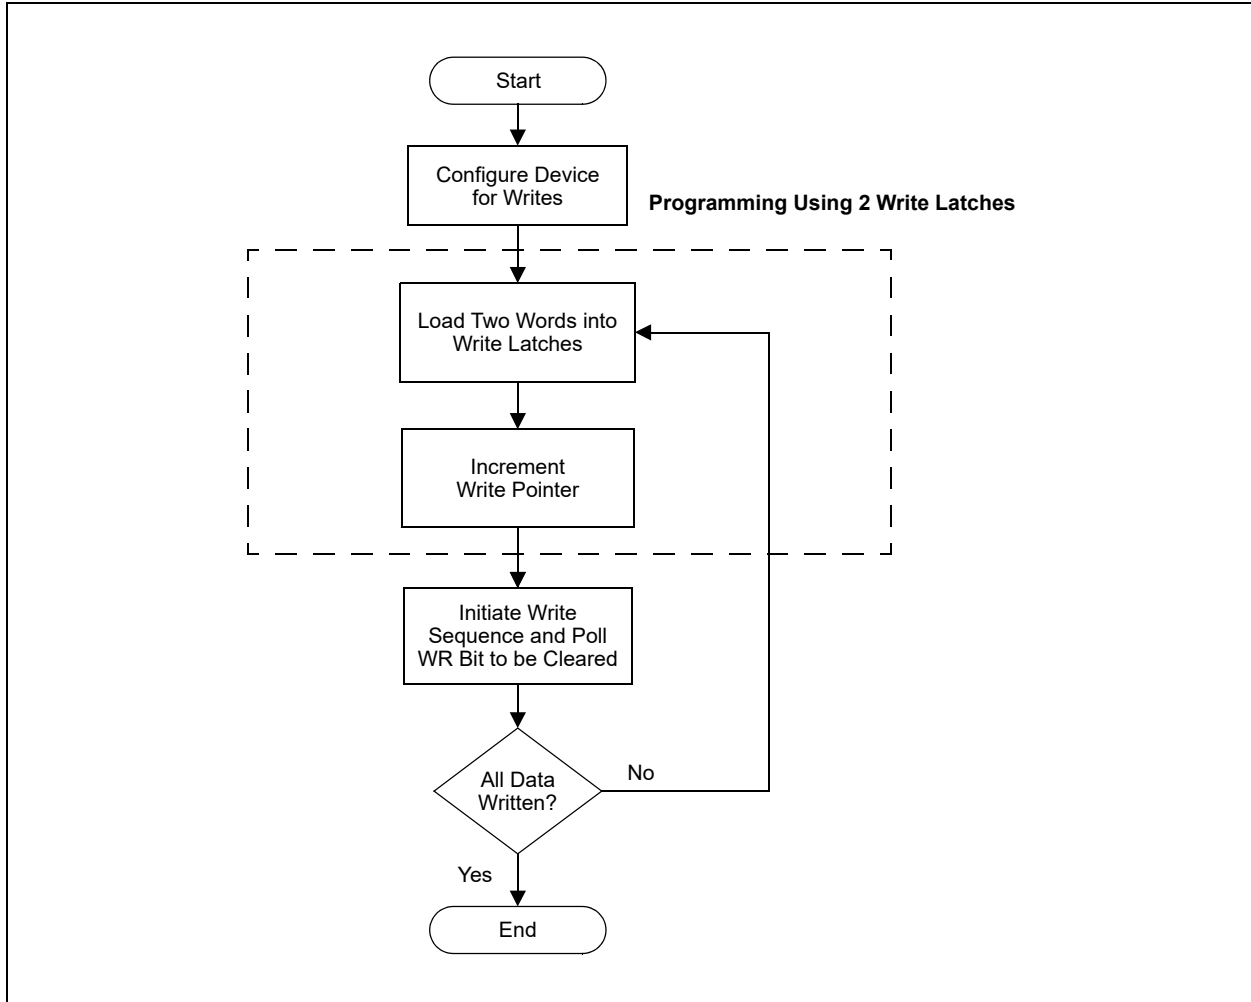 Start
Configure Device
for Writes
Programming Using 2 Write Latches
Load Two Words into
Write Latches
Increment
Write Pointer
Initiate Write
Sequence and Poll
WR Bit to be Cleared
All Data
Written?
No
Yes
End